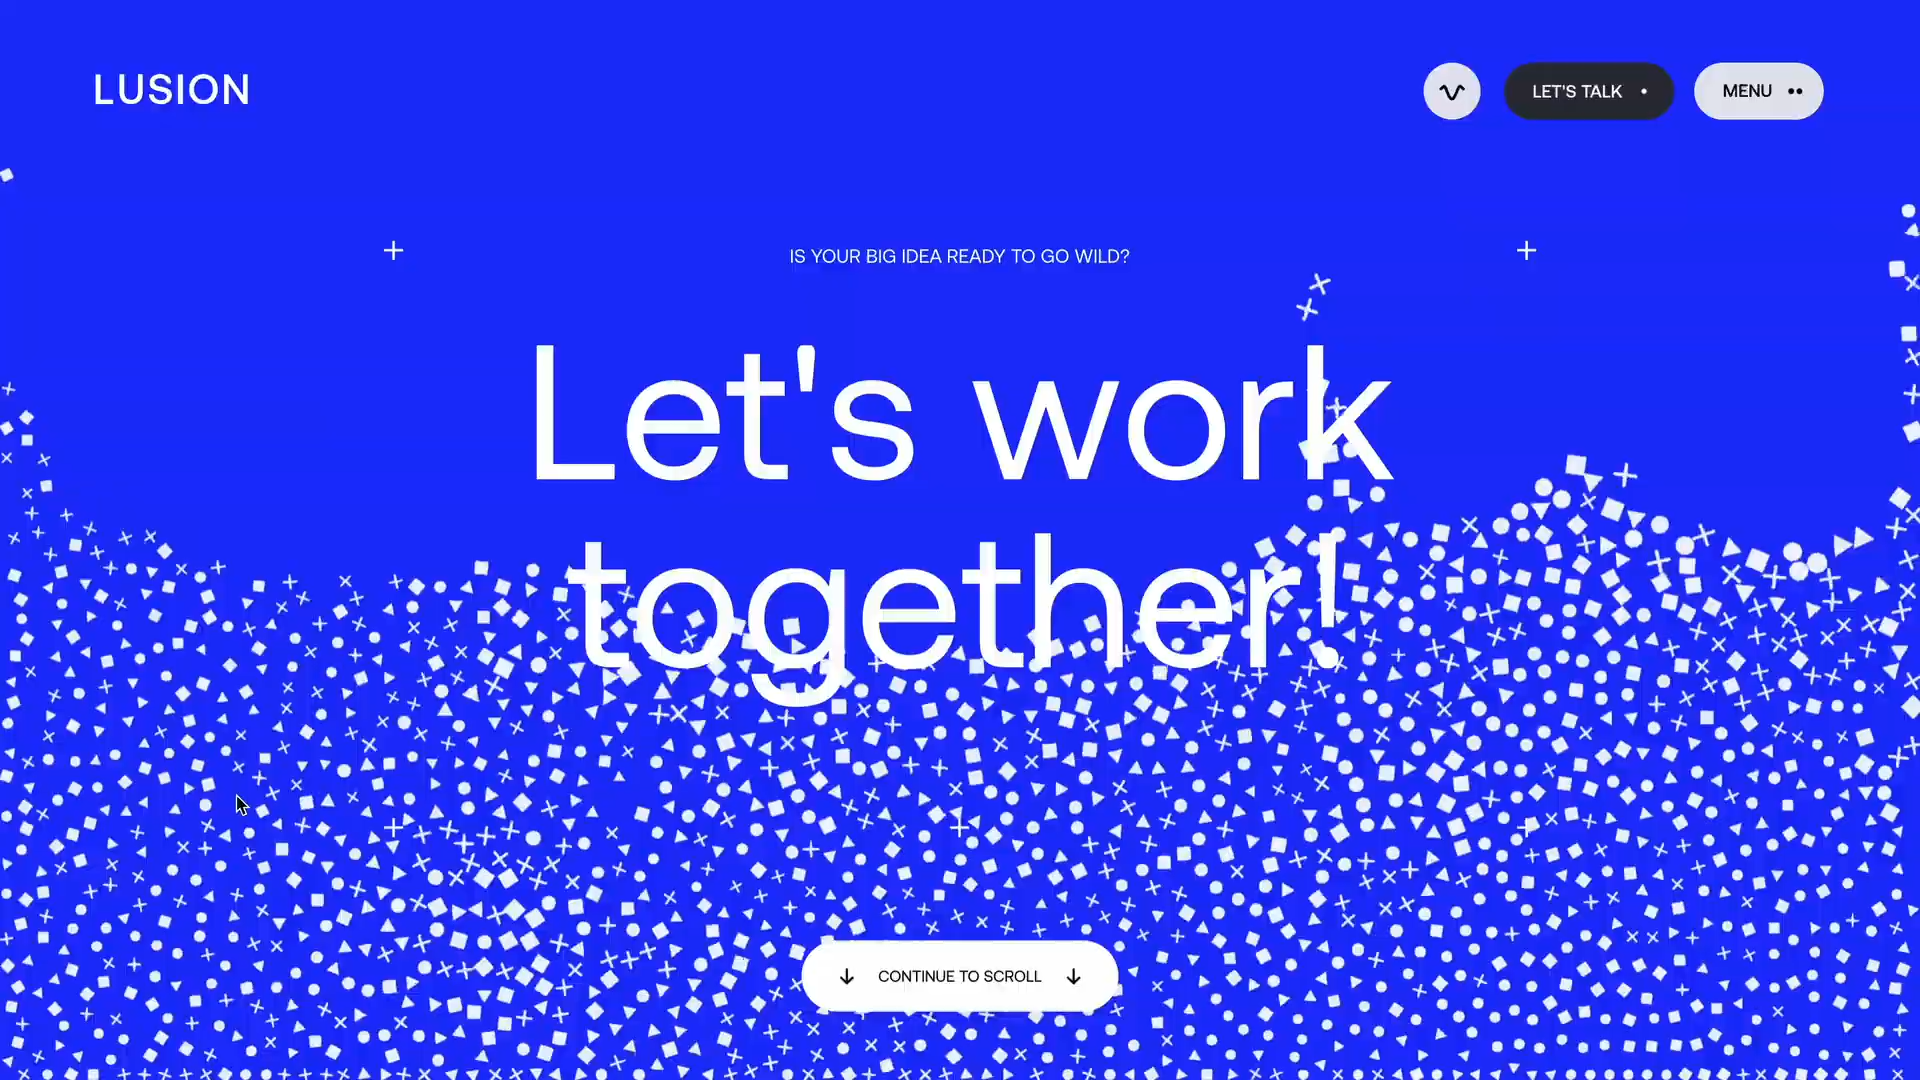 LUSION
LET'S TALK
MENU
IS YOUR BIG IDEA READY TO GO WILD?
Let's work
together!
CONTINUE TO SCROLL